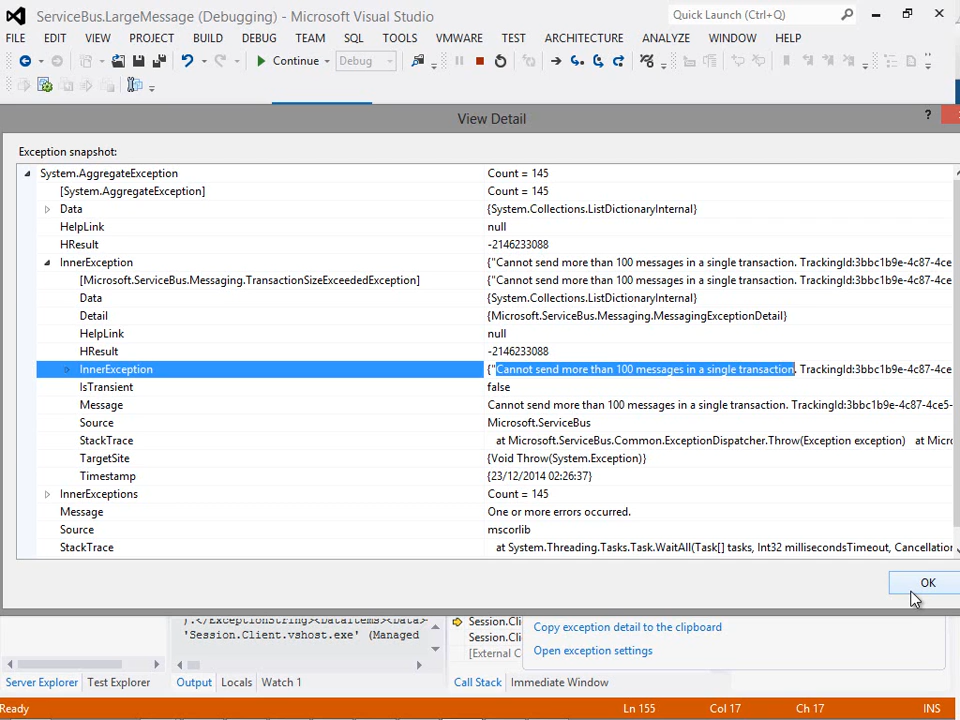 ServiceBus.LargeMessage (Debugging) - Microsoft Visual Studio
Quick Launch (Ctrl+Q)
FILE EDIT VIEW PROJECT BUILD DEBUG TEAM SQL TOOLS VMWARE TEST ARCHITECTURE ANALYZE WINDOW HELP
Continue Debug
View Detail
?
Exception snapshot:
System.AggregateException Count = 145
[System.AggregateException] Count = 145
Data {System.Collections.ListDictionaryInternal}
HelpLink null
HResult -2146233088
InnerException {"Cannot send more than 100 messages in a single transaction. TrackingId:3bbc1b9e-4c87-4ce
[Microsoft.ServiceBus.Messaging.TransactionSizeExceededException] {"Cannot send more than 100 messages in a single transaction. TrackingId:3bbc1b9e-4c87-4ce
Data {System.Collections.ListDictionaryInternal}
Detail {Microsoft.ServiceBus.Messaging.MessagingExceptionDetail}
HelpLink null
HResult -2146233088
InnerException {"Cannot send more than 100 messages in a single transaction. TrackingId:3bbc1b9e-4c87-4ce
IsTransient false
Message Cannot send more than 100 messages in a single transaction. TrackingId:3bbc1b9e-4c87-4ce5-
Source Microsoft.ServiceBus
StackTrace at Microsoft.ServiceBus.Common.ExceptionDispatcher.Throw(Exception exception) at Micro
TargetSite {Void Throw(System.Exception)}
Timestamp {23/12/2014 02:26:37}
InnerExceptions Count = 145
Message One or more errors occurred.
Source mscorlib
StackTrace at System.Threading.Tasks.Task.WaitAll(Task[] tasks, Int32 millisecondsTimeout, Cancellation
OK
).</ExceptionString><DataItems><Data>
'Session.Client.vshost.exe' (Managed
Session.Cli
Session.Cli
[External C
Copy exception detail to the clipboard
Open exception settings
Server Explorer Test Explorer Output Locals Watch 1 Call Stack Immediate Window
Ready Ln 155 Col 17 Ch 17 INS